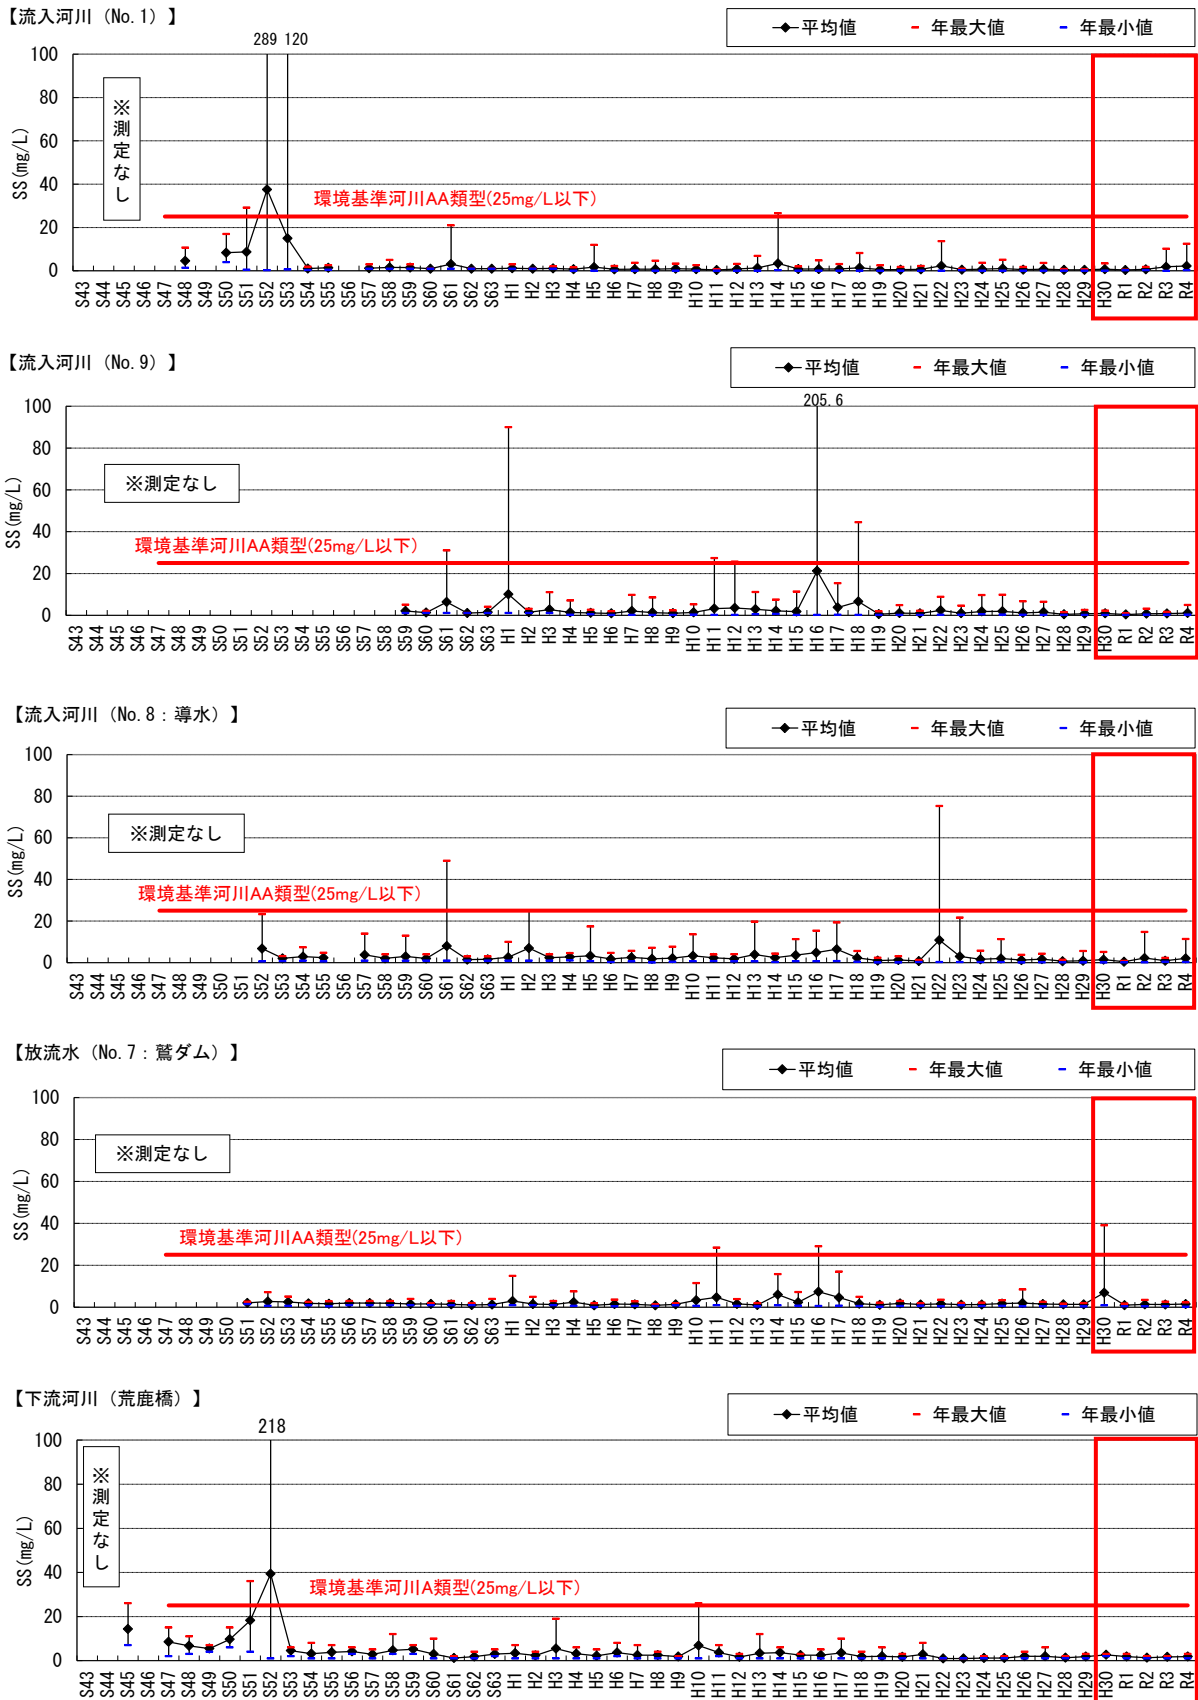 【流入河川（No.1）】
平均値 年最大値 年最小値
289 120
100
80
60
40
20
0
SS(mg/L)
※測定なし
環境基準河川AA類型(25mg/L以下)
S43 S44 S45 S46 S47 S48 S49 S50 S51 S52 S53 S54 S55 S56 S57 S58 S59 S60 S61 S62 S63 H1 H2 H3 H4 H5 H6 H7 H8 H9 H10 H11 H12 H13 H14 H15 H16 H17 H18 H19 H20 H21 H22 H23 H24 H25 H26 H27 H28 H29 H30 R1 R2 R3 R4
【流入河川（No.9）】
平均値 年最大値 年最小値
205.6
100
80
60
40
20
0
SS(mg/L)
※測定なし
環境基準河川AA類型(25mg/L以下)
S43 S44 S45 S46 S47 S48 S49 S50 S51 S52 S53 S54 S55 S56 S57 S58 S59 S60 S61 S62 S63 H1 H2 H3 H4 H5 H6 H7 H8 H9 H10 H11 H12 H13 H14 H15 H16 H17 H18 H19 H20 H21 H22 H23 H24 H25 H26 H27 H28 H29 H30 R1 R2 R3 R4
【流入河川（No.8：導水）】
平均値 年最大値 年最小値
100
80
60
40
20
0
SS(mg/L)
※測定なし
環境基準河川AA類型(25mg/L以下)
S43 S44 S45 S46 S47 S48 S49 S50 S51 S52 S53 S54 S55 S56 S57 S58 S59 S60 S61 S62 S63 H1 H2 H3 H4 H5 H6 H7 H8 H9 H10 H11 H12 H13 H14 H15 H16 H17 H18 H19 H20 H21 H22 H23 H24 H25 H26 H27 H28 H29 H30 R1 R2 R3 R4
【放流水（No.7：鷲ダム）】
平均値 年最大値 年最小値
100
80
60
40
20
0
SS(mg/L)
※測定なし
環境基準河川AA類型(25mg/L以下)
S43 S44 S45 S46 S47 S48 S49 S50 S51 S52 S53 S54 S55 S56 S57 S58 S59 S60 S61 S62 S63 H1 H2 H3 H4 H5 H6 H7 H8 H9 H10 H11 H12 H13 H14 H15 H16 H17 H18 H19 H20 H21 H22 H23 H24 H25 H26 H27 H28 H29 H30 R1 R2 R3 R4
【下流河川（荒鹿橋）】
平均値 年最大値 年最小値
218
100
80
60
40
20
0
SS(mg/L)
※測定なし
環境基準河川A類型(25mg/L以下)
S43 S44 S45 S46 S47 S48 S49 S50 S51 S52 S53 S54 S55 S56 S57 S58 S59 S60 S61 S62 S63 H1 H2 H3 H4 H5 H6 H7 H8 H9 H10 H11 H12 H13 H14 H15 H16 H17 H18 H19 H20 H21 H22 H23 H24 H25 H26 H27 H28 H29 H30 R1 R2 R3 R4